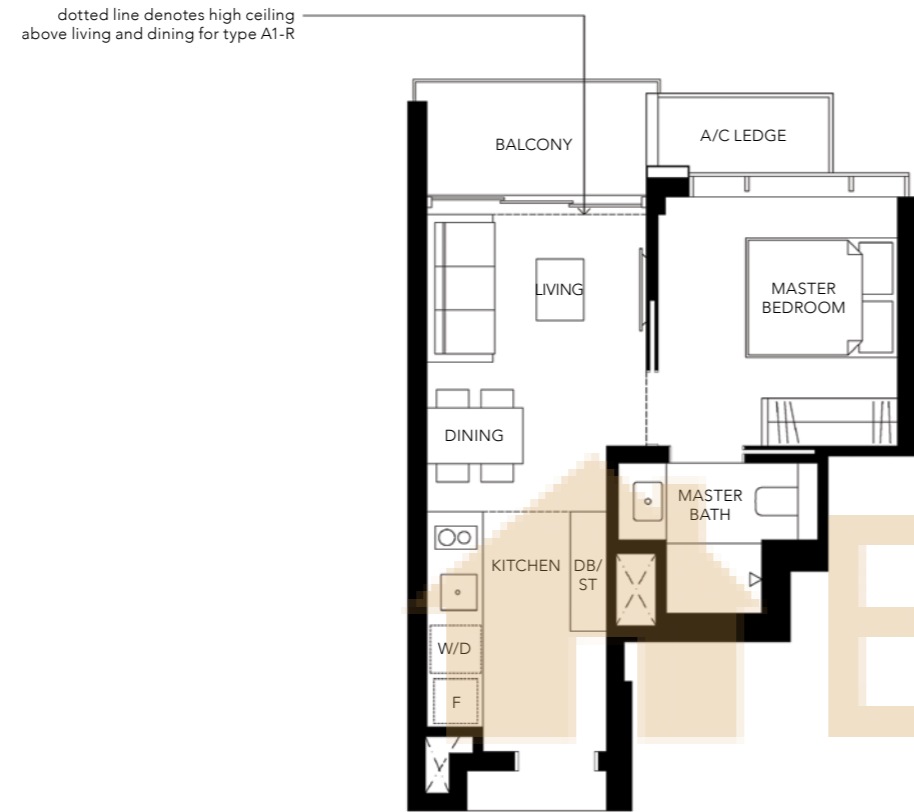 dotted line denotes high ceiling
above living and dining for type A1-R
BALCONY
A/C LEDGE
LIVING
MASTER
BEDROOM
DINING
MASTER
BATH
KITCHEN
DB/
ST
W/D
F
E